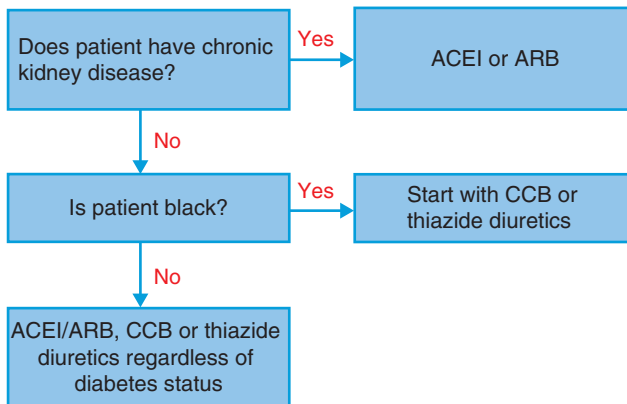 Does patient have chronic
kidney disease?
Yes
ACEI or ARB
No
Is patient black?
Yes
Start with CCB or
thiazide diuretics
No
ACEI/ARB, CCB or thiazide
diuretics regardless of
diabetes status